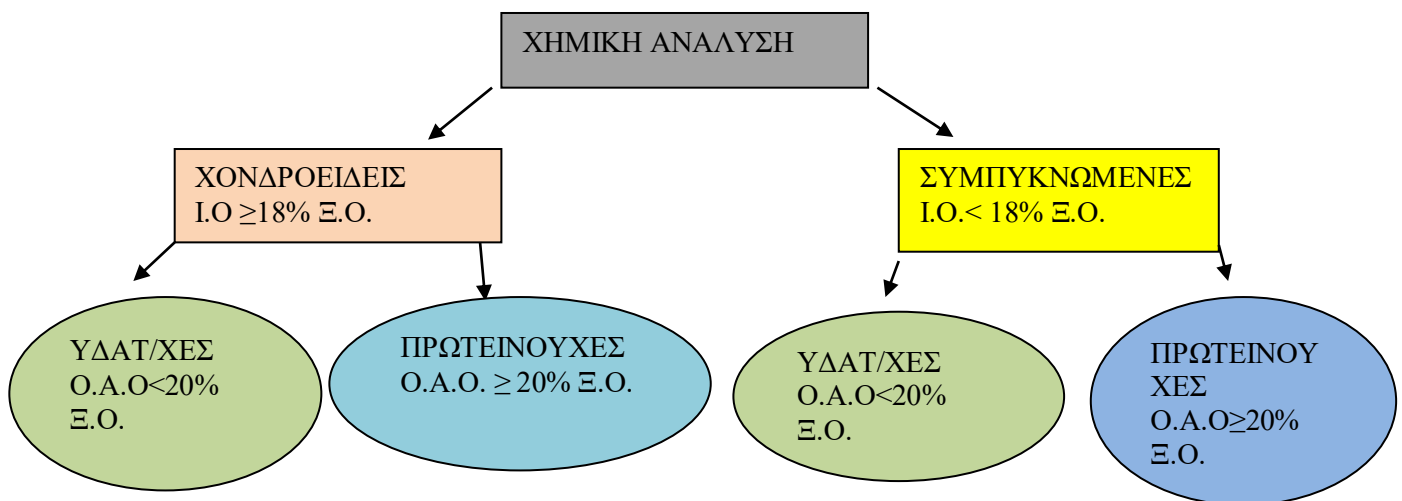 ΧΗΜΙΚΗ ΑΝΑΛΥΣΗ
ΧΟΝΔΡΟΕΙΔΕΙΣ
Ι.Ο ≥18% Ξ.Ο.
ΣΥΜΠΥΚΝΩΜΕΝΕΣ
Ι.Ο.< 18% Ξ.Ο.
ΥΔΑΤ/ΧΕΣ
Ο.Α.Ο<20%
Ξ.Ο.
ΠΡΩΤΕΙΝΟΥΧΕΣ
Ο.Α.Ο. ≥ 20% Ξ.Ο.
ΥΔΑΤ/ΧΕΣ
Ο.Α.Ο<20%
Ξ.Ο.
ΠΡΩΤΕΙΝΟΥ
ΧΕΣ
Ο.Α.Ο≥20%
Ξ.Ο.